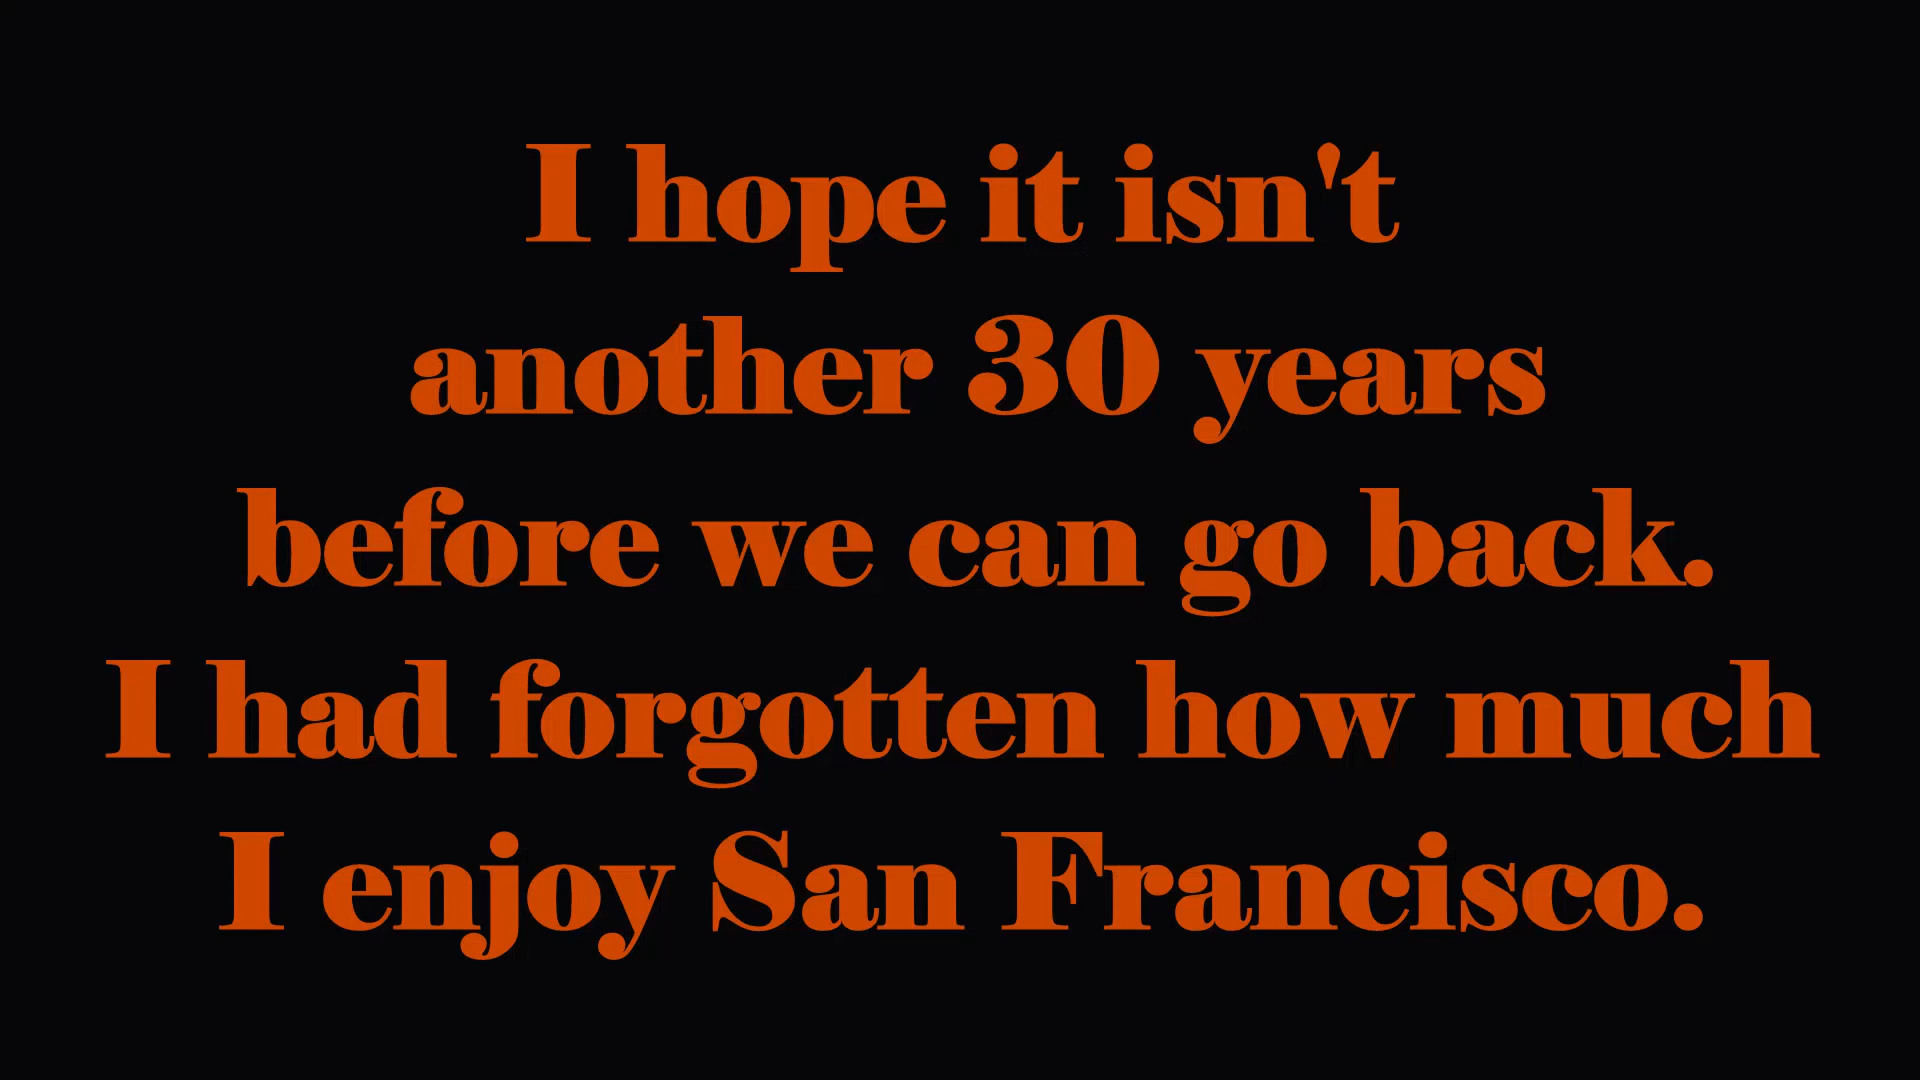 I hope it isn't
another 30 years
before we can go back.
I had forgotten how much
I enjoy San Francisco.